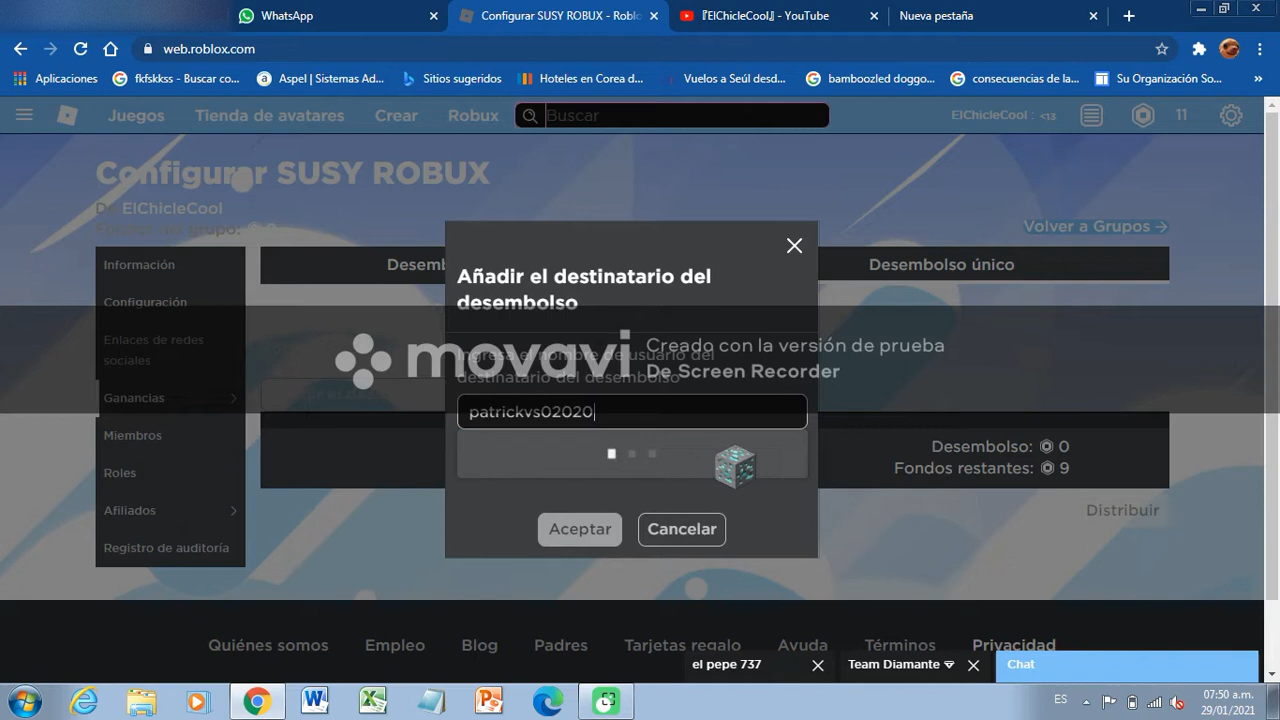 WhatsApp
Configurar SUSY ROBUX - Roblo
『ElChicleCool』 - YouTube
Nueva pestaña
web.roblox.com
Aplicaciones
fkfskkss - Buscar co...
Aspel | Sistemas Ad...
Sitios sugeridos
Hoteles en Corea d...
Vuelos a Seúl desd...
bamboozled doggo...
consecuencias de la...
Su Organización So...
»
Juegos
Tienda de avatares
Crear
Robux
Buscar
ElChicleCool : <13
11
Configurar SUSY ROBUX
De ElChicleCool
Volver a Grupos →
Información
Configuración
Enlaces de redes
sociales
Ganancias
Miembros
Roles
Afiliados
Registro de auditoría
Desemb
Desembolso único
Añadir el destinatario del
desembolso
Ingresa el nombre de usuario del
destinatario del desembolso
patrickvs02020
Aceptar
Cancelar
movavi
Creado con la versión de prueba
De Screen Recorder
Desembolso: 0
Fondos restantes: 9
Distribuir
Quiénes somos
Empleo
Blog
Padres
Tarjetas regalo
Ayuda
Términos
Privacidad
el pepe 737
Team Diamante
Chat
ES
07:50 a.m.
29/01/2021